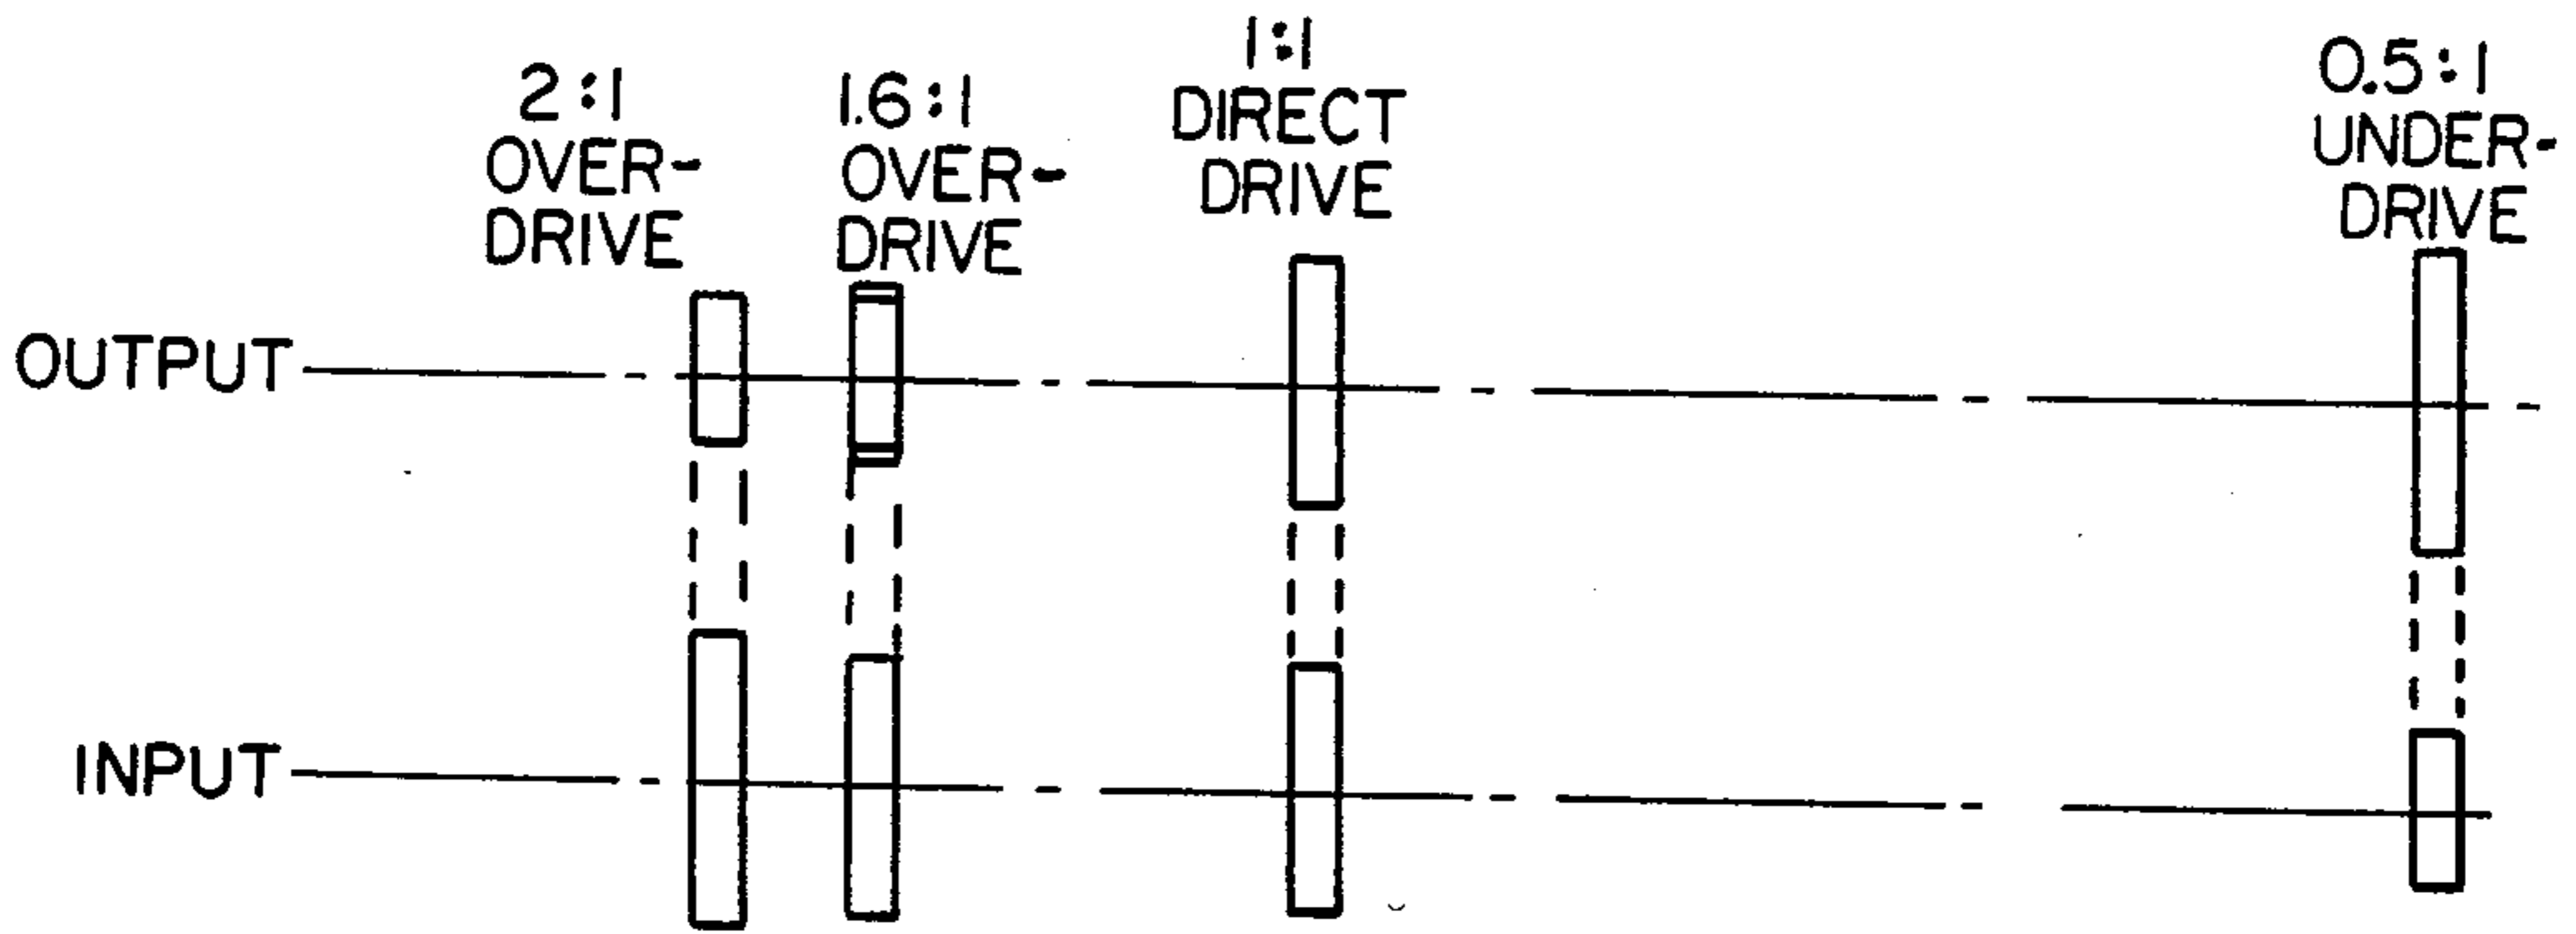 2:1
OVER-
DRIVE
1.6:1
OVER-
DRIVE
1:1
DIRECT
DRIVE
0.5:1
UNDER-
DRIVE
OUTPUT
INPUT